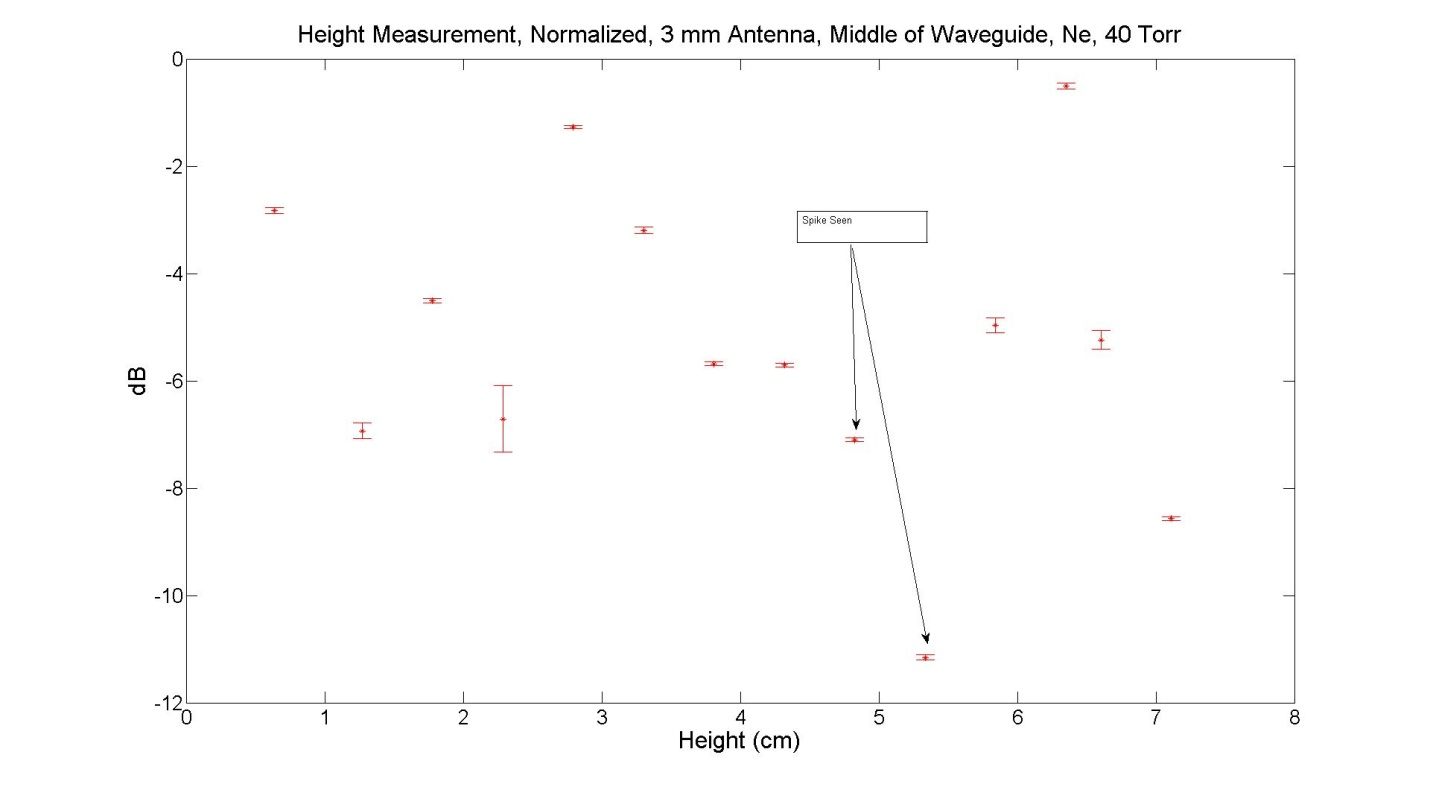 Height Measurement, Normalized, 3 mm Antenna, Middle of Waveguide, Ne, 40 Torr
0
-2
Spike Seen
-4
dB
-6
-8
-10
-12
0 1 2 3 4 5 6 7 8
Height (cm)